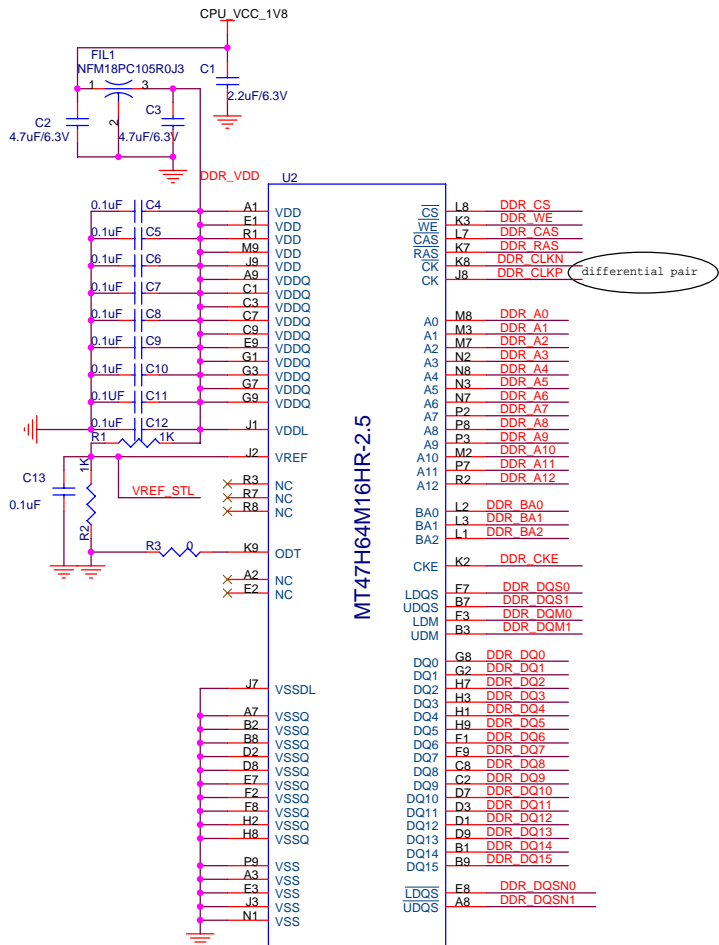 CPU_VCC_1V8
FIL1
NFM18PC105R0J3
1
3
2
C1
2.2uF/6.3V
C2
4.7uF/6.3V
C3
4.7uF/6.3V
DDR_VDD
U2
0.1uF C4
0.1uF C5
0.1uF C6
0.1uF C7
0.1uF C8
0.1uF C9
0.1uF C10
0.1UF C11
0.1uF C12
R1 1K
1K
R2
C13
0.1uF
VREF_STL
R3 0
A1 VDD
E1 VDD
R1 VDD
M9 VDD
J9 VDD
A9 VDDQ
C1 VDDQ
C3 VDDQ
C7 VDDQ
C9 VDDQ
E9 VDDQ
G1 VDDQ
G3 VDDQ
G7 VDDQ
G9 VDDQ
J1 VDDL
J2 VREF
R3 NC
R7 NC
R8 NC
K9 ODT
A2 NC
E2 NC
J7 VSSDL
A7 VSSQ
B2 VSSQ
B8 VSSQ
D2 VSSQ
D8 VSSQ
E7 VSSQ
F2 VSSQ
F8 VSSQ
H2 VSSQ
H8 VSSQ
P9 VSS
A3 VSS
E3 VSS
J3 VSS
N1 VSS
MT47H64M16HR-2.5
CS L8 DDR_CS
WE K3 DDR_WE
CAS L7 DDR_CAS
RAS K7 DDR_RAS
CK K8 DDR_CLKN
CK J8 DDR_CLKP
differential pair
A0 M8 DDR_A0
A1 M3 DDR_A1
A2 M7 DDR_A2
A3 N2 DDR_A3
A4 N8 DDR_A4
A5 N3 DDR_A5
A6 N7 DDR_A6
A7 P2 DDR_A7
A8 P8 DDR_A8
A9 P3 DDR_A9
A10 M2 DDR_A10
A11 P7 DDR_A11
A12 R2 DDR_A12
BA0 L2 DDR_BA0
BA1 L3 DDR_BA1
BA2 L1 DDR_BA2
CKE K2 DDR_CKE
LDQS F7 DDR_DQS0
UDQS B7 DDR_DQS1
LDM F3 DDR_DQM0
UDM B3 DDR_DQM1
DQ0 G8 DDR_DQ0
DQ1 G2 DDR_DQ1
DQ2 H7 DDR_DQ2
DQ3 H3 DDR_DQ3
DQ4 H1 DDR_DQ4
DQ5 H9 DDR_DQ5
DQ6 F1 DDR_DQ6
DQ7 F9 DDR_DQ7
DQ8 C8 DDR_DQ8
DQ9 C2 DDR_DQ9
DQ10 D7 DDR_DQ10
DQ11 D3 DDR_DQ11
DQ12 D1 DDR_DQ12
DQ13 D9 DDR_DQ13
DQ14 B1 DDR_DQ14
DQ15 B9 DDR_DQ15
LDQS E8 DDR_DQSN0
UDQS A8 DDR_DQSN1